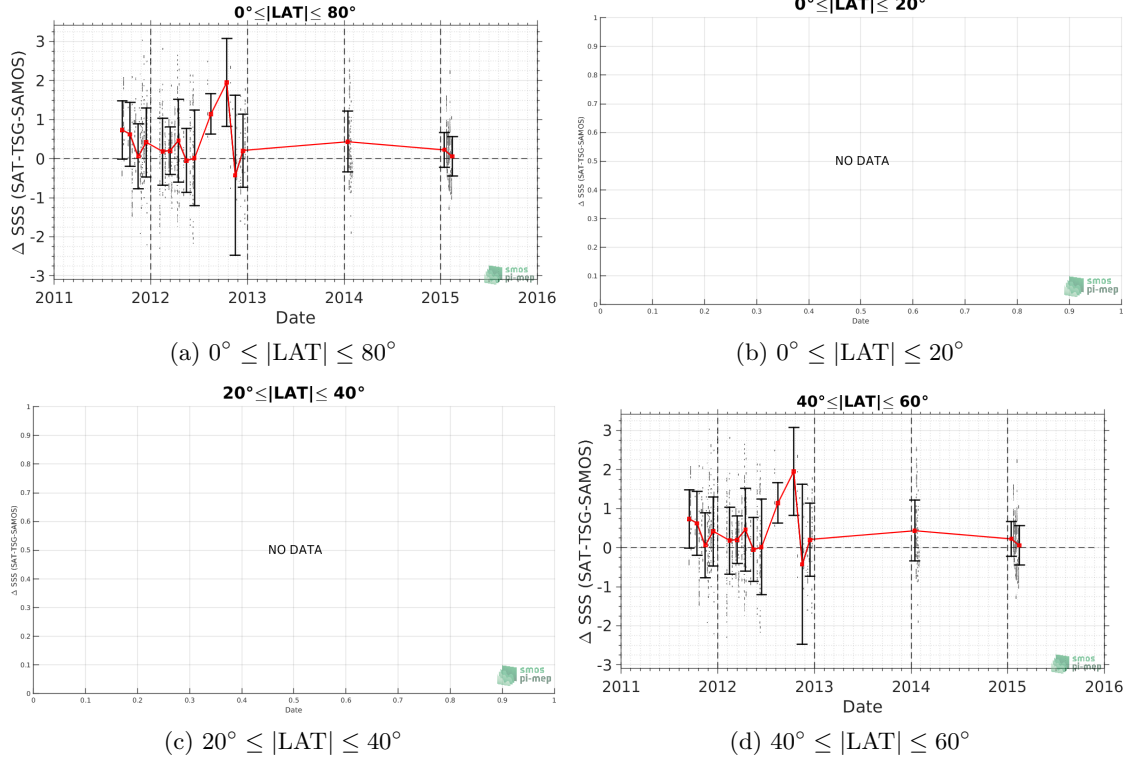 0°≤|LAT|≤ 80°
3
2
1
0
-1
-2
-3
Δ SSS (SAT-TSG-SAMOS)
2011 2012 2013 2014 2015 2016
Date
smos
pi-mep
(a) 0° ≤ |LAT| ≤ 80°
0°≤|LAT|≤ 20°
1
0.9
0.8
0.7
0.6
0.5
0.4
0.3
0.2
0.1
0
Δ SSS (SAT-TSG-SAMOS)
NO DATA
0 0.1 0.2 0.3 0.4 0.5 0.6 0.7 0.8 0.9 1
Date
smos
pi-mep
(b) 0° ≤ |LAT| ≤ 20°
20°≤|LAT|≤ 40°
1
0.9
0.8
0.7
0.6
0.5
0.4
0.3
0.2
0.1
0
Δ SSS (SAT-TSG-SAMOS)
NO DATA
0 0.1 0.2 0.3 0.4 0.5 0.6 0.7 0.8 0.9 1
Date
smos
pi-mep
(c) 20° ≤ |LAT| ≤ 40°
40°≤|LAT|≤ 60°
3
2
1
0
-1
-2
-3
Δ SSS (SAT-TSG-SAMOS)
2011 2012 2013 2014 2015 2016
Date
smos
pi-mep
(d) 40° ≤ |LAT| ≤ 60°